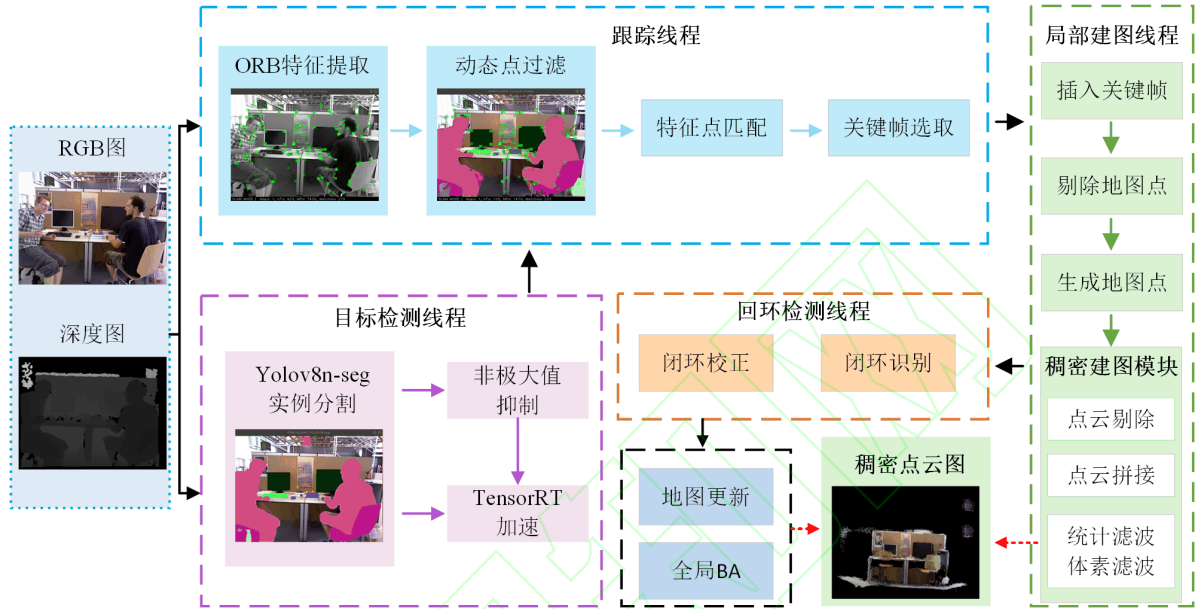 RGB图
深度图
跟踪线程
ORB特征提取
动态点过滤
特征点匹配
关键帧选取
目标检测线程
Yolov8n-seg
实例分割
非极大值
抑制
TensorRT
加速
回环检测线程
闭环校正
闭环识别
地图更新
全局BA
稠密点云图
局部建图线程
插入关键帧
剔除地图点
生成地图点
稠密建图模块
点云剔除
点云拼接
统计滤波
体素滤波